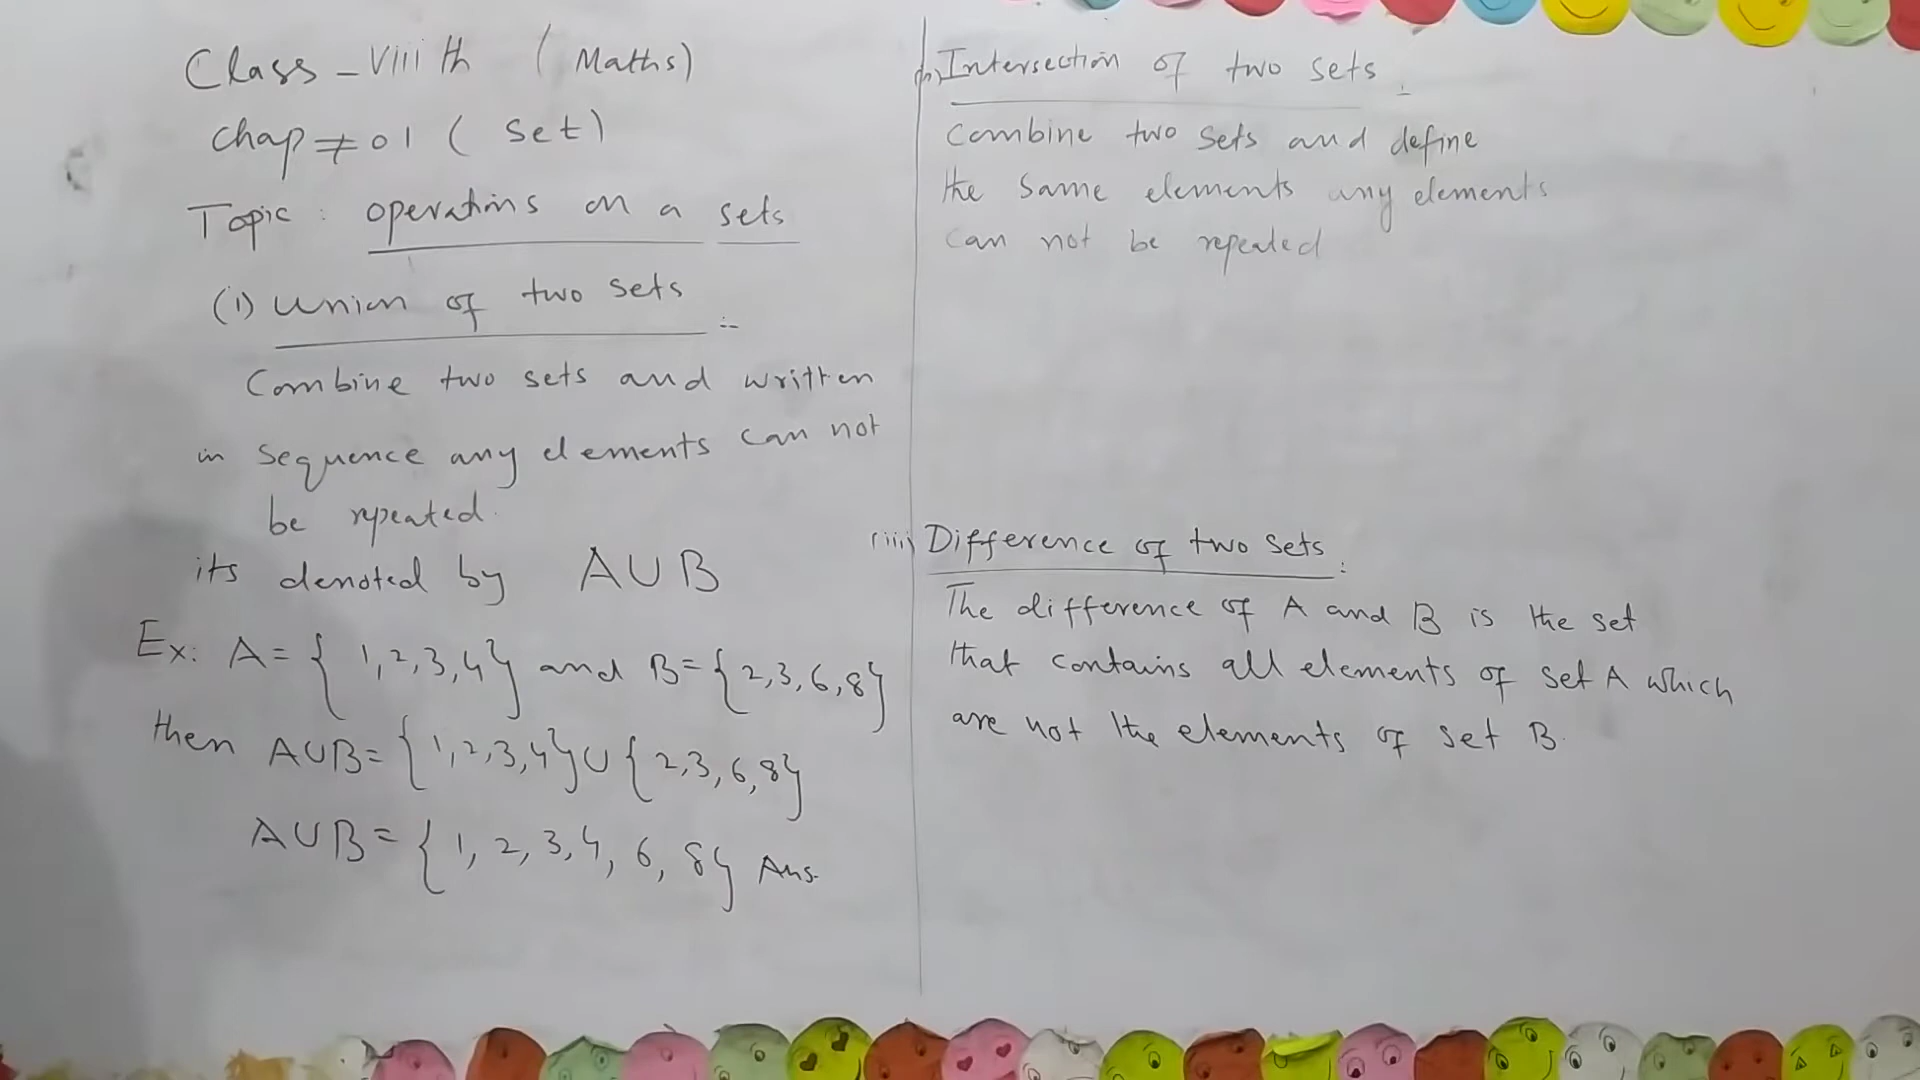 Class - VIII th (Maths)
Chap ≠ 01 ( Set )
Topic : operations on a sets
(i) Union of two sets :-
Combine two sets and written
in sequence any elements can not
be repeated.
its denoted by A∪B
Ex: A = { 1,2,3,4} and B = {2,3,6,8}
then A∪B = {1,2,3,4} ∪ {2,3,6,8}
A∪B = {1, 2, 3, 4, 6, 8} Ans.
Intersection of two sets :
Combine two sets and define
the same elements any elements
can not be repeated
(iii) Difference of two sets :
The difference of A and B is the set
that contains all elements of set A which
are not the elements of set B.